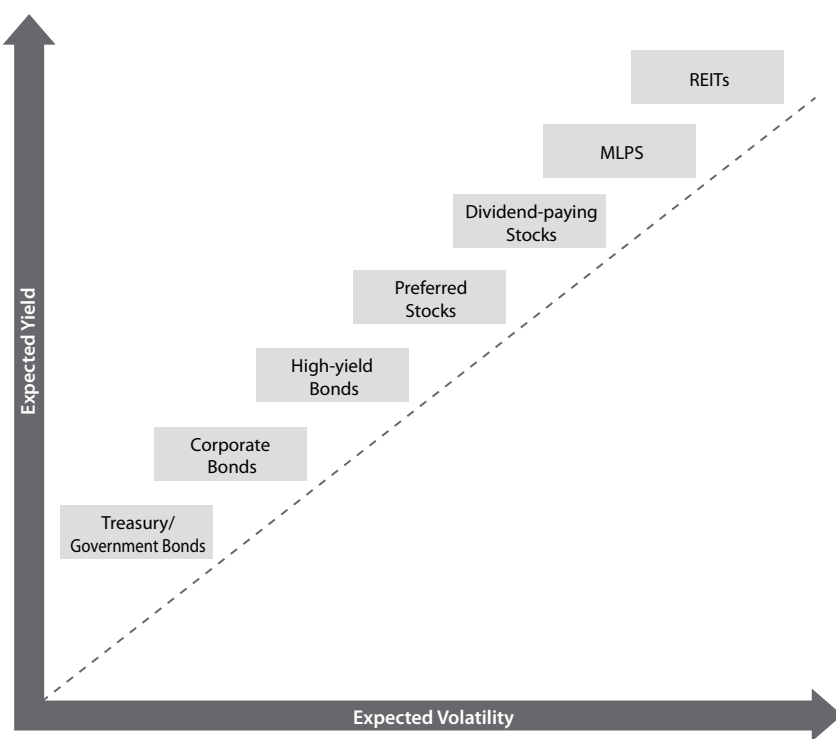 REITs
MLPS
Dividend-paying
Stocks
Preferred
Stocks
High-yield
Bonds
Corporate
Bonds
Treasury/
Government Bonds
Expected Yield
Expected Volatility